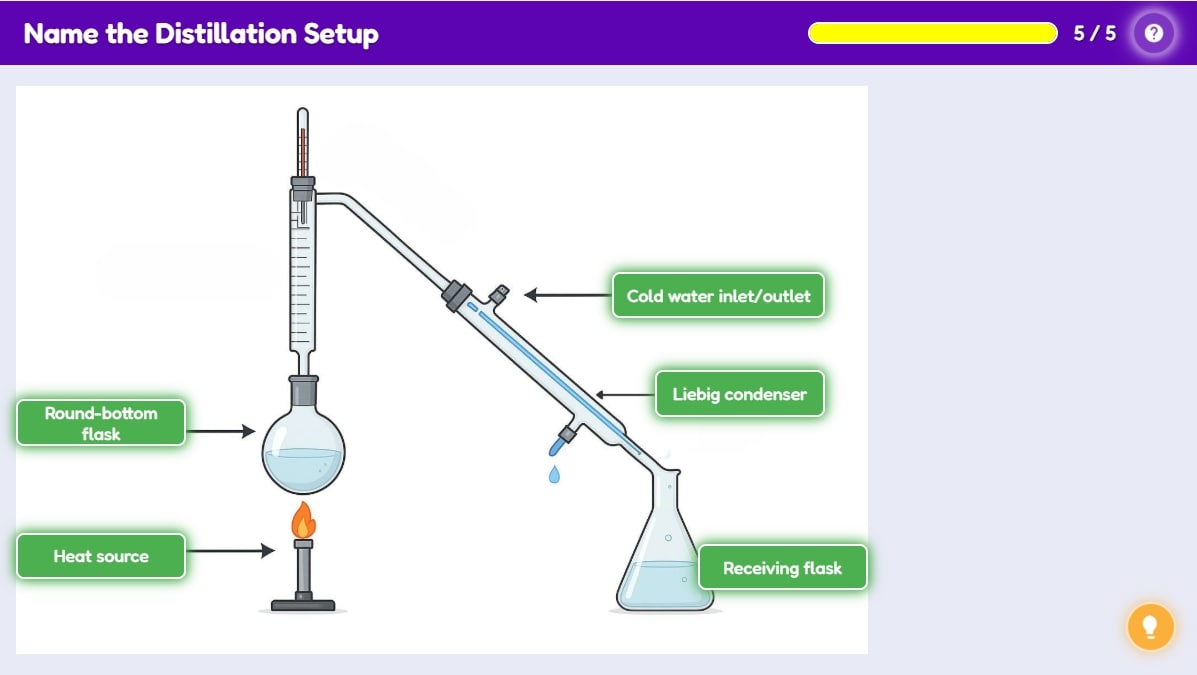 Name the Distillation Setup
5 / 5
?
Cold water inlet/outlet
Liebig condenser
Round-bottom
flask
Heat source
Receiving flask